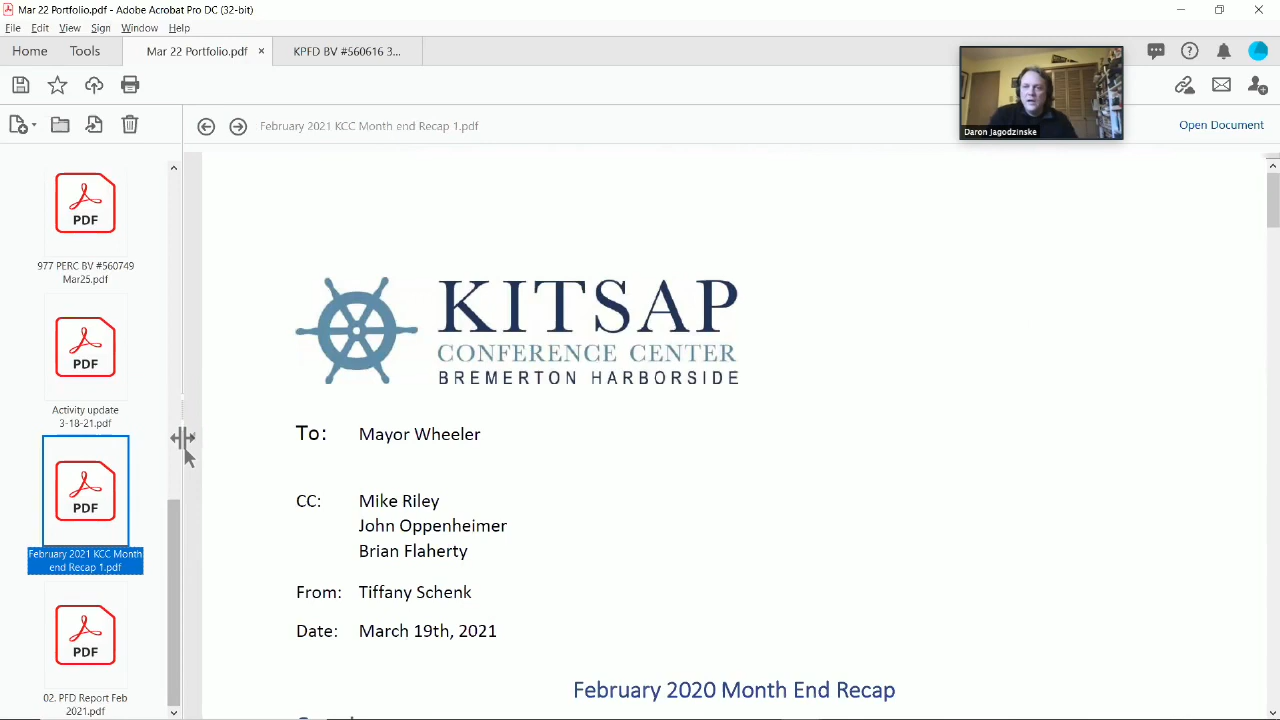 Mar 22 Portfolio.pdf - Adobe Acrobat Pro DC (32-bit)
File Edit View Sign Window Help
Home Tools Mar 22 Portfolio.pdf × KPFD BV #560616 3...
Daron Jagodzinske
February 2021 KCC Month end Recap 1.pdf
Open Document
PDF
977 PERC BV #560749
Mar25.pdf
PDF
Activity update
3-18-21.pdf
PDF
February 2021 KCC Month
end Recap 1.pdf
PDF
02. PFD Report Feb
2021.pdf
KITSAP
CONFERENCE CENTER
BREMERTON HARBORSIDE
To: Mayor Wheeler
CC: Mike Riley
John Oppenheimer
Brian Flaherty
From: Tiffany Schenk
Date: March 19th, 2021
February 2020 Month End Recap